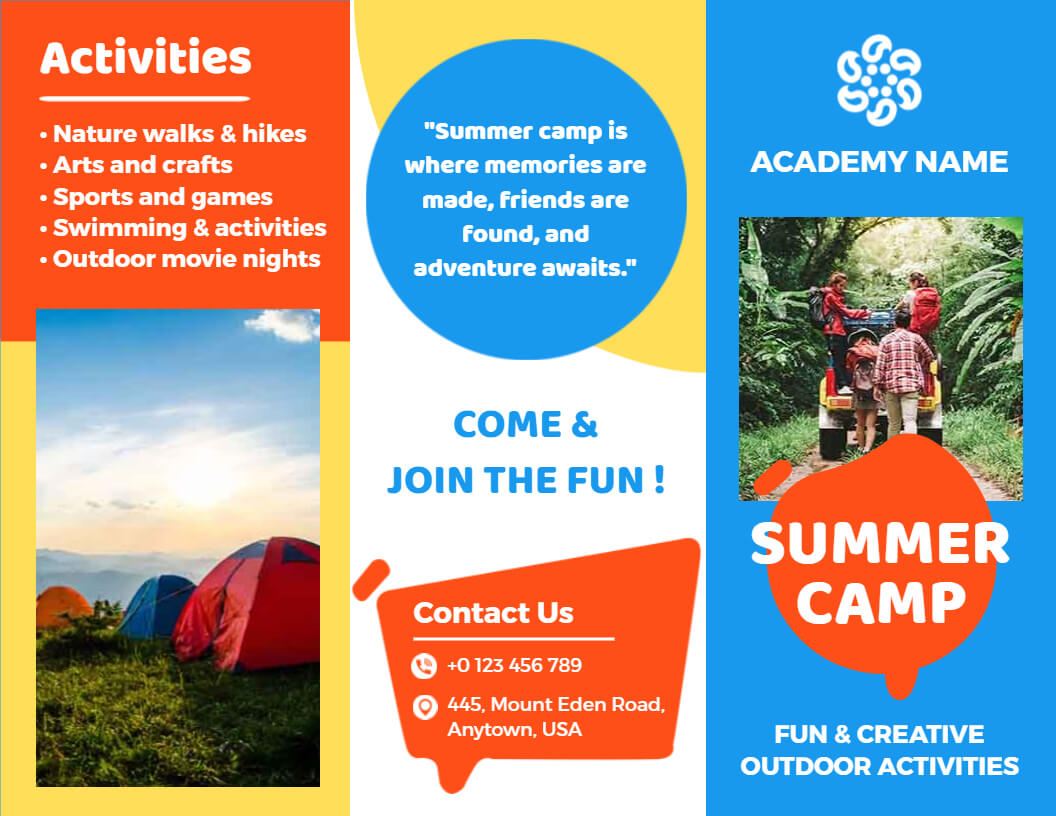 Activities
• Nature walks & hikes
• Arts and crafts
• Sports and games
• Swimming & activities
• Outdoor movie nights
"Summer camp is
where memories are
made, friends are
found, and
adventure awaits."
COME &
JOIN THE FUN !
Contact Us
+0 123 456 789
445, Mount Eden Road,
Anytown, USA
ACADEMY NAME
SUMMER
CAMP
FUN & CREATIVE
OUTDOOR ACTIVITIES